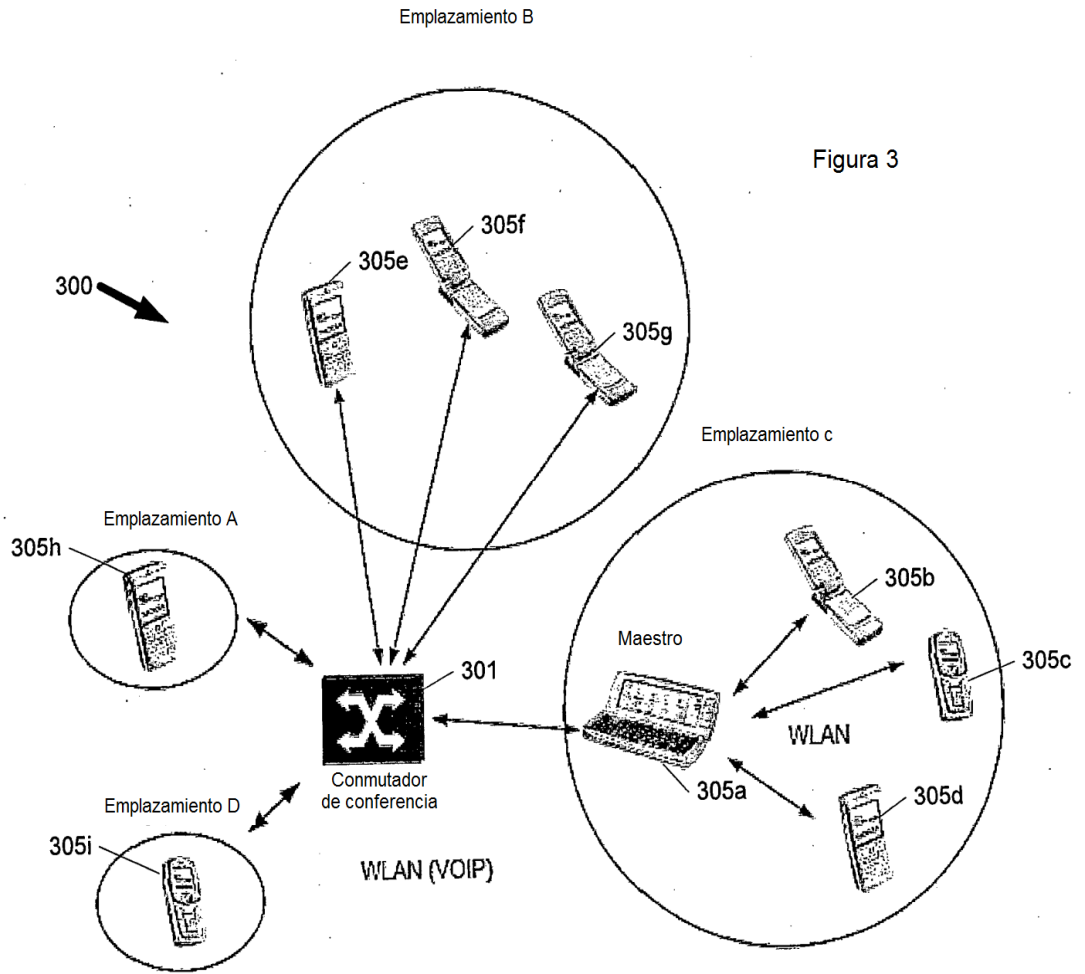 Emplazamiento B
Figura 3
305f
305e
300
305g
Emplazamiento c
Emplazamiento A
305h
305b
Maestro
301
305c
WLAN
Conmutador
de conferencia
305a
305d
Emplazamiento D
305i
WLAN (VOIP)